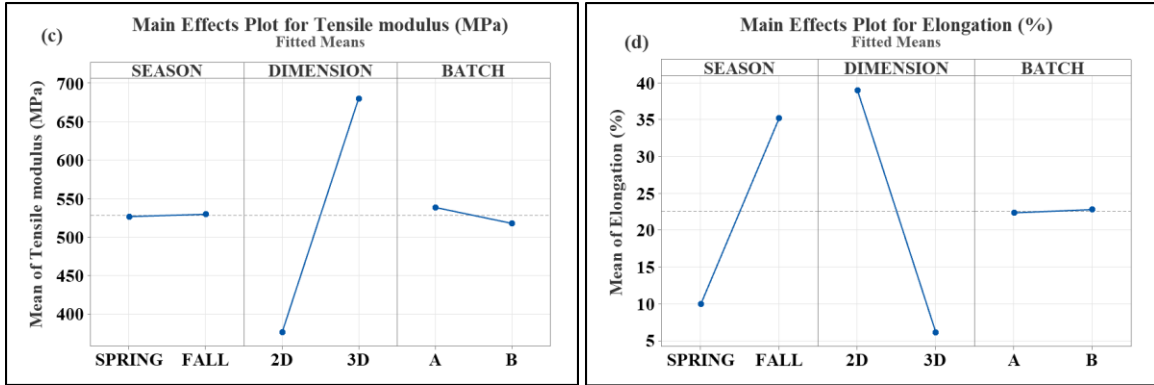 (c)
Main Effects Plot for Tensile modulus (MPa)
Fitted Means
SEASON DIMENSION BATCH
Mean of Tensile modulus (MPa)
700
650
600
550
500
450
400
SPRING FALL 2D 3D A B
(d)
Main Effects Plot for Elongation (%)
Fitted Means
SEASON DIMENSION BATCH
Mean of Elongation (%)
40
35
30
25
20
15
10
5
SPRING FALL 2D 3D A B